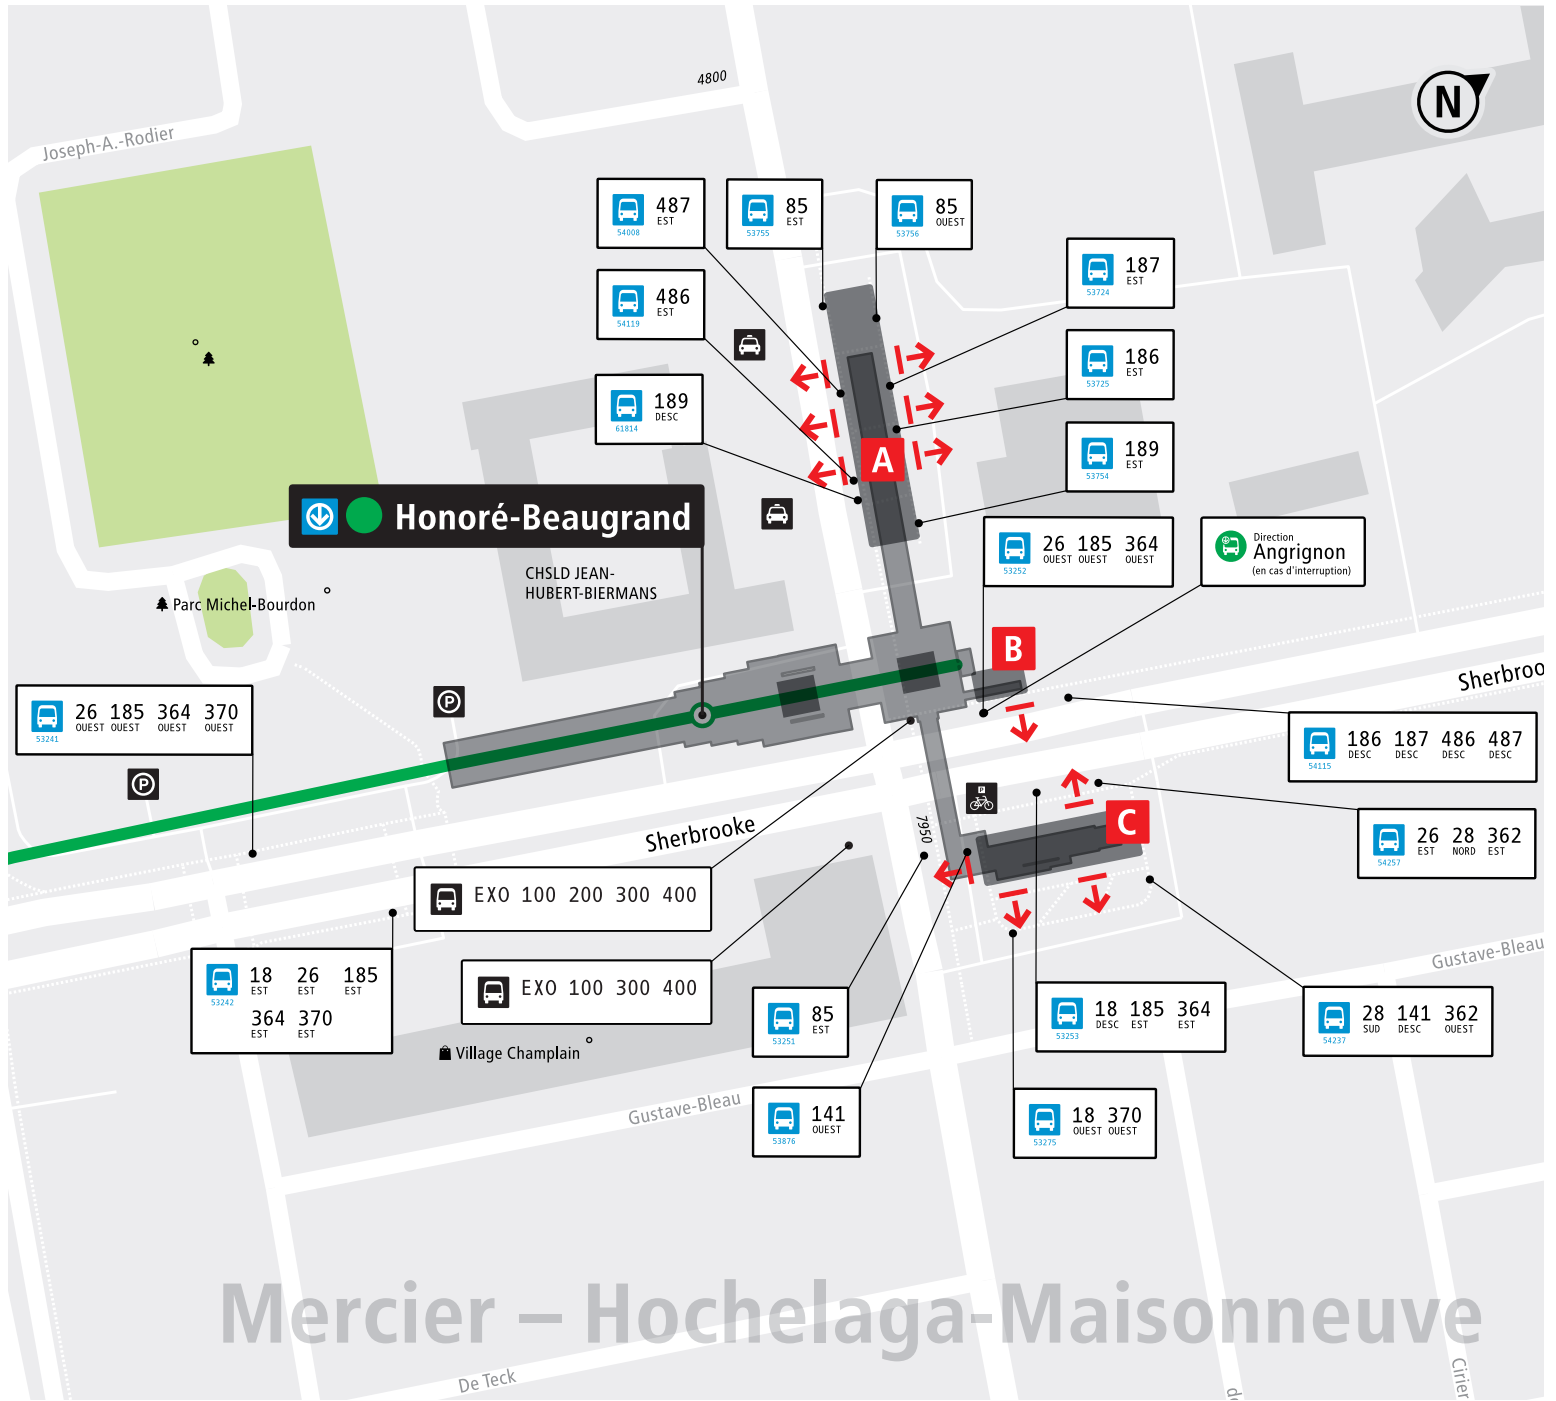 4800
N
Joseph-A.-Rodier
487
EST
54008
85
EST
53755
85
OUEST
53756
187
EST
53724
486
EST
54119
186
EST
53725
189
DESC
61814
189
EST
53754
A
Honoré-Beaugrand
CHSLD JEAN-
HUBERT-BIERMANS
26 185 364
OUEST OUEST OUEST
53252
Direction
Angrignon
(en cas d'interruption)
Parc Michel-Bourdon
B
P
Sherbroo
26 185 364 370
OUEST OUEST OUEST OUEST
53241
186 187 486 487
DESC DESC DESC DESC
54115
P
P
C
Sherbrooke
7950
26 28 362
EST NORD EST
54257
EXO 100 200 300 400
18 26 185
EST EST EST
53242
364 370
EST EST
EXO 100 300 400
Gustave-Bleau
85
EST
53251
18 185 364
DESC EST EST
53253
28 141 362
SUD DESC OUEST
54237
Village Champlain
Gustave-Bleau
141
OUEST
53876
18 370
OUEST OUEST
53275
Mercier – Hochelaga-Maisonneuve
De Teck
de
Cirier